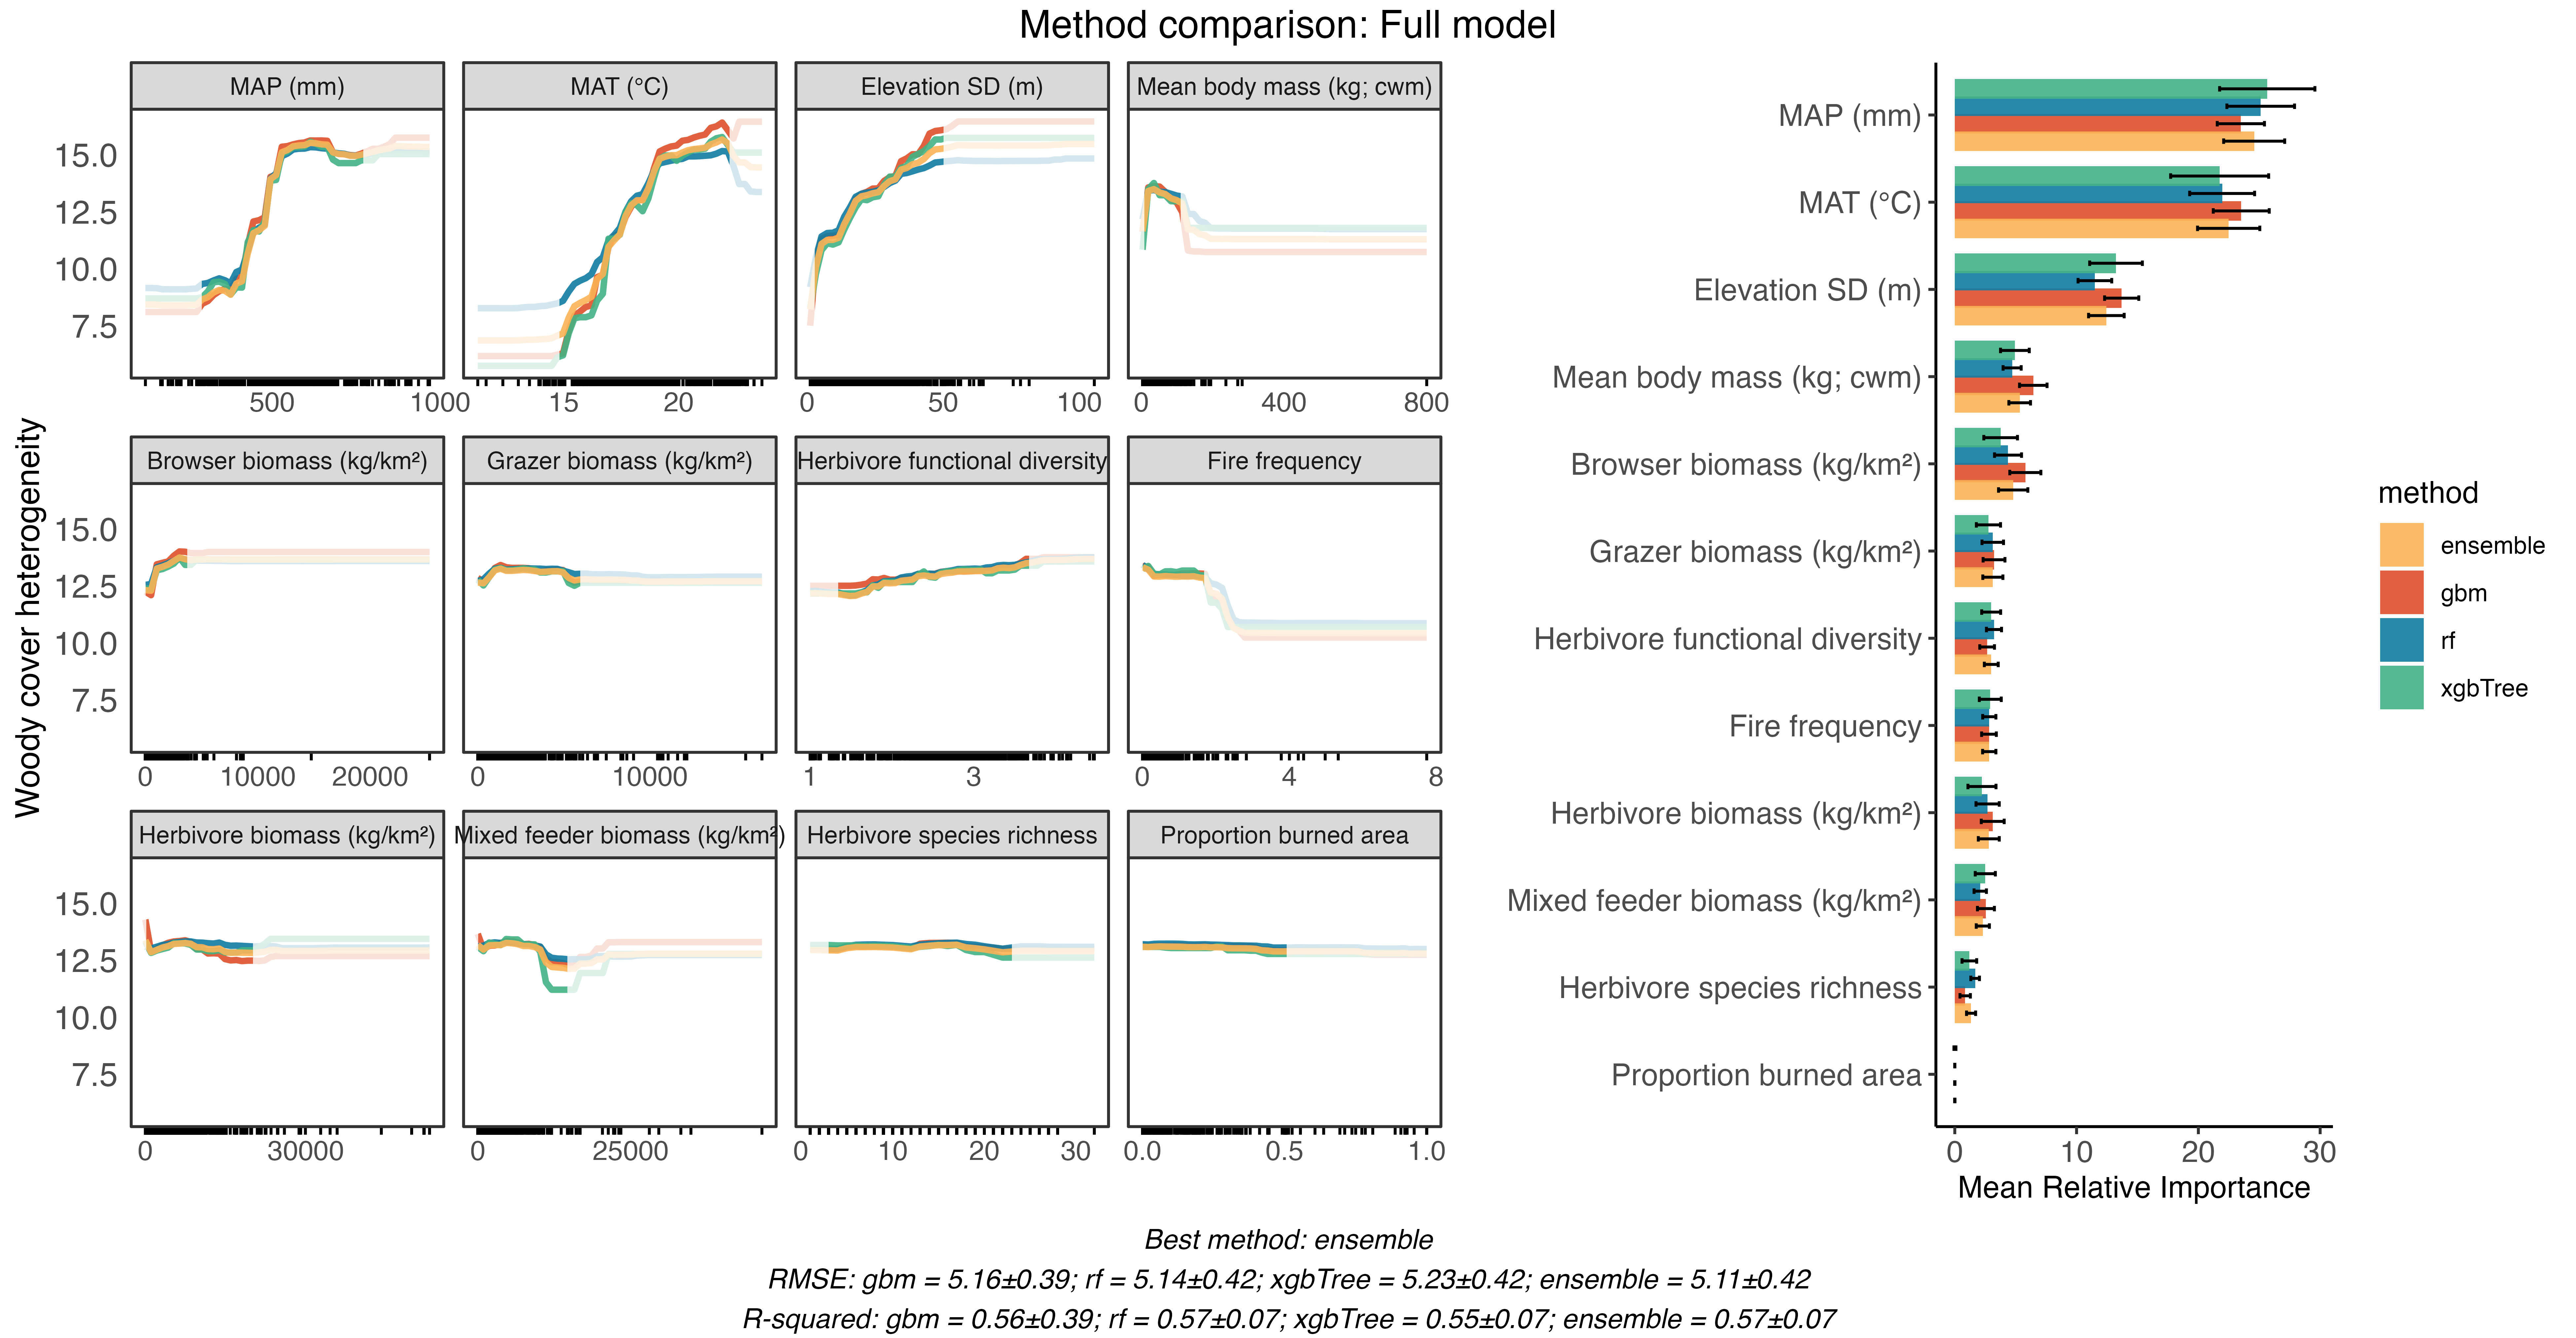 Method comparison: Full model
MAP (mm)
MAT (°C)
Elevation SD (m)
Mean body mass (kg; cwm)
15.0
12.5
10.0
7.5
500
1000
15
20
0
50
100
0
400
800
Woody cover heterogeneity
Browser biomass (kg/km²)
Grazer biomass (kg/km²)
Herbivore functional diversity
Fire frequency
15.0
12.5
10.0
7.5
0
10000
20000
0
10000
1
3
0
4
8
Herbivore biomass (kg/km²)
Mixed feeder biomass (kg/km²)
Herbivore species richness
Proportion burned area
15.0
12.5
10.0
7.5
0
30000
0
25000
0
10
20
30
0.0
0.5
1.0
MAP (mm)
MAT (°C)
Elevation SD (m)
Mean body mass (kg; cwm)
Browser biomass (kg/km²)
Grazer biomass (kg/km²)
Herbivore functional diversity
Fire frequency
Herbivore biomass (kg/km²)
Mixed feeder biomass (kg/km²)
Herbivore species richness
Proportion burned area
0
10
20
30
Mean Relative Importance
method
ensemble
gbm
rf
xgbTree
Best method: ensemble
RMSE: gbm = 5.16±0.39; rf = 5.14±0.42; xgbTree = 5.23±0.42; ensemble = 5.11±0.42
R-squared: gbm = 0.56±0.39; rf = 0.57±0.07; xgbTree = 0.55±0.07; ensemble = 0.57±0.07